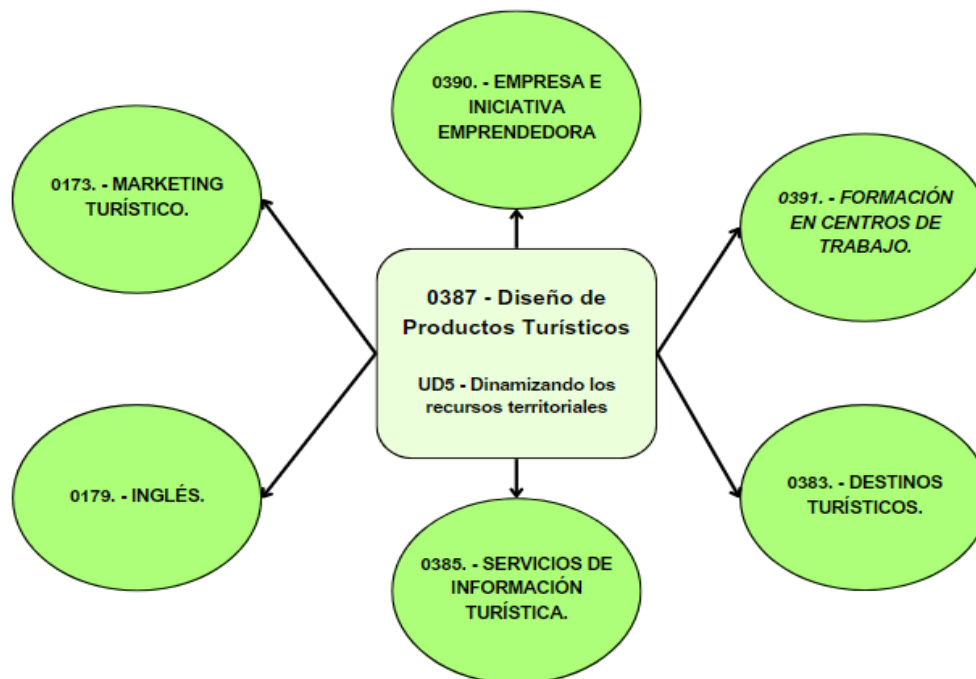 0390. - EMPRESA E
INICIATIVA
EMPRENDEDORA
0173. - MARKETING
TURÍSTICO.
0391. - FORMACIÓN
EN CENTROS DE
TRABAJO.
0387 - Diseño de
Productos Turísticos
UD5 - Dinamizando los
recursos territoriales
0179. - INGLÉS.
0383. - DESTINOS
TURÍSTICOS.
0385. - SERVICIOS DE
INFORMACIÓN
TURÍSTICA.